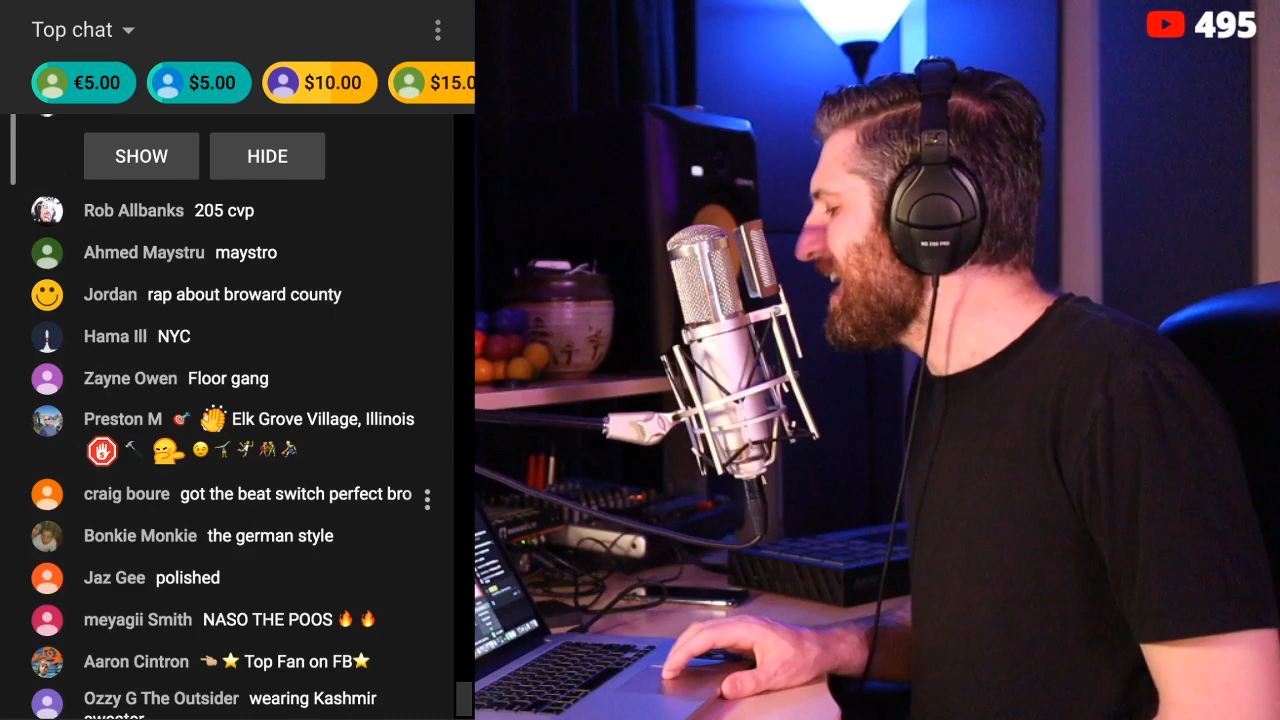 Top chat
€5.00 $5.00 $10.00 $15.0
495
SHOW HIDE
Rob Allbanks 205 cvp
Ahmed Maystru maystro
Jordan rap about broward county
Hama Ill NYC
Zayne Owen Floor gang
Preston M 🎯 👏 Elk Grove Village, Illinois
craig boure got the beat switch perfect bro
Bonkie Monkie the german style
Jaz Gee polished
meyagii Smith NASO THE POOS 🔥 🔥
Aaron Cintron 👈🏼⭐ Top Fan on FB⭐
Ozzy G The Outsider wearing Kashmir
sweater